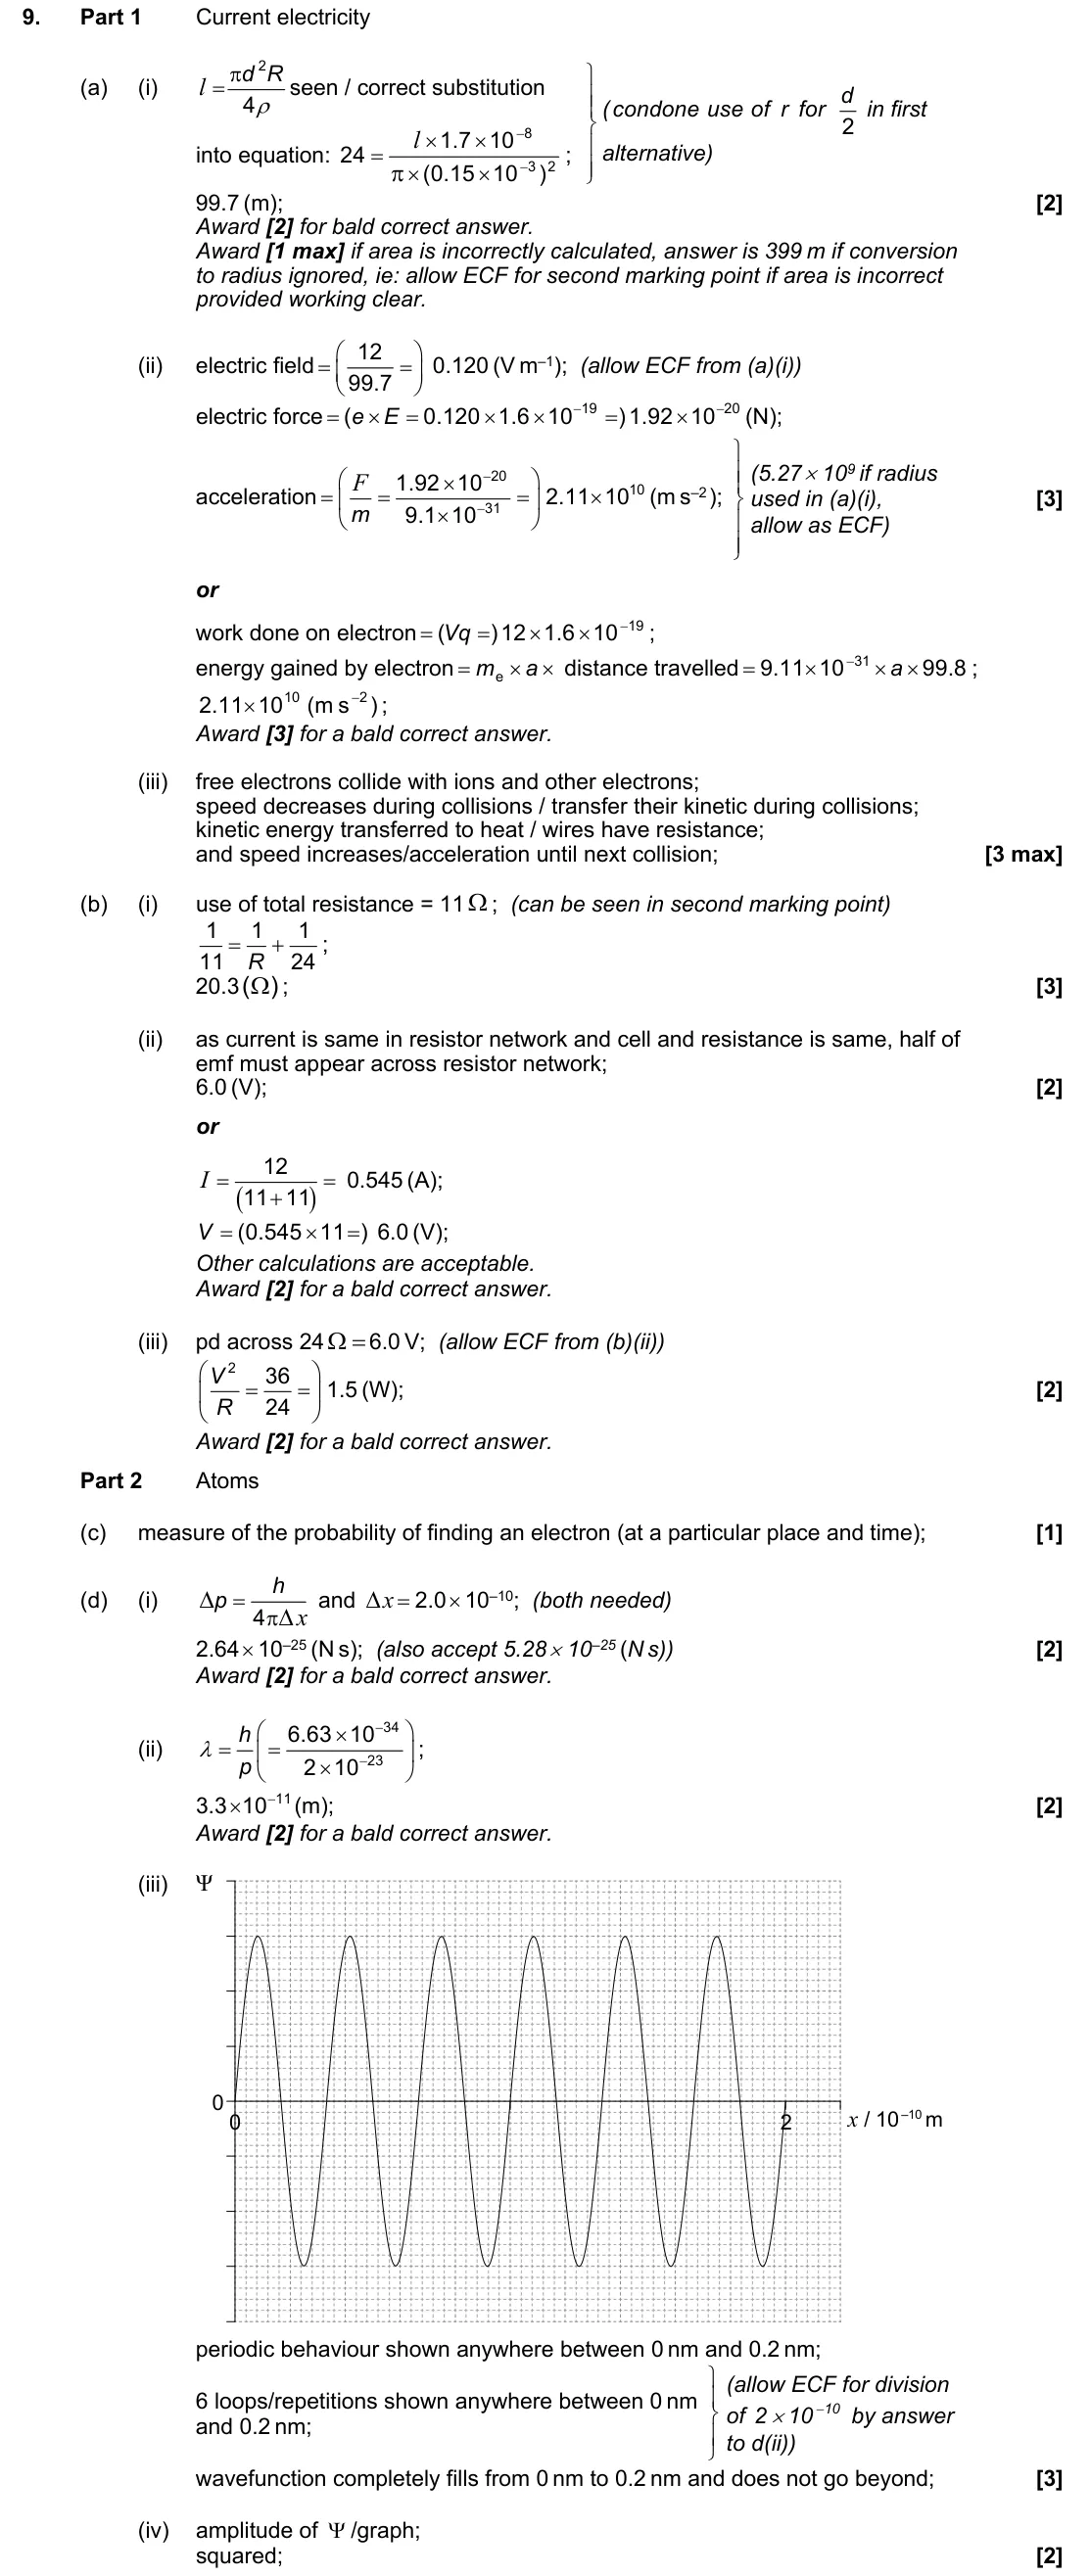 9. Part 1 Current electricity
(a) (i) l = πd²R / 4ρ seen / correct substitution
into equation: 24 = l × 1.7 × 10⁻⁸ / π × (0.15 × 10⁻³)² ; (condone use of r for d/2 in first alternative)
99.7 (m); [2]
Award [2] for bald correct answer.
Award [1 max] if area is incorrectly calculated, answer is 399 m if conversion
to radius ignored, ie: allow ECF for second marking point if area is incorrect
provided working clear.
(ii) electric field = (12 / 99.7 =) 0.120 (V m⁻¹); (allow ECF from (a)(i))
electric force = (e × E = 0.120 × 1.6 × 10⁻¹⁹ =) 1.92 × 10⁻²⁰ (N);
acceleration = (F / m = 1.92 × 10⁻²⁰ / 9.1 × 10⁻³¹ =) 2.11 × 10¹⁰ (m s⁻²); (5.27 × 10⁹ if radius used in (a)(i), allow as ECF) [3]
or
work done on electron = (Vq =) 12 × 1.6 × 10⁻¹⁹ ;
energy gained by electron = mₑ × a × distance travelled = 9.11 × 10⁻³¹ × a × 99.8 ;
2.11 × 10¹⁰ (m s⁻²) ;
Award [3] for a bald correct answer.
(iii) free electrons collide with ions and other electrons;
speed decreases during collisions / transfer their kinetic during collisions;
kinetic energy transferred to heat / wires have resistance;
and speed increases/acceleration until next collision; [3 max]
(b) (i) use of total resistance = 11 Ω ; (can be seen in second marking point)
1/11 = 1/R + 1/24 ;
20.3 (Ω) ; [3]
(ii) as current is same in resistor network and cell and resistance is same, half of
emf must appear across resistor network;
6.0 (V); [2]
or
I = 12 / (11 + 11) = 0.545 (A);
V = (0.545 × 11 =) 6.0 (V);
Other calculations are acceptable.
Award [2] for a bald correct answer.
(iii) pd across 24 Ω = 6.0 V; (allow ECF from (b)(ii))
(V² / R = 36 / 24 =) 1.5 (W); [2]
Award [2] for a bald correct answer.
Part 2 Atoms
(c) measure of the probability of finding an electron (at a particular place and time); [1]
(d) (i) Δp = h / 4πΔx and Δx = 2.0 × 10⁻¹⁰; (both needed)
2.64 × 10⁻²⁵ (N s); (also accept 5.28 × 10⁻²⁵ (N s)) [2]
Award [2] for a bald correct answer.
(ii) λ = h / p (= 6.63 × 10⁻³⁴ / 2 × 10⁻²³) ;
3.3 × 10⁻¹¹ (m); [2]
Award [2] for a bald correct answer.
(iii) Ψ
0
0 2 x / 10⁻¹⁰ m
periodic behaviour shown anywhere between 0 nm and 0.2 nm;
6 loops/repetitions shown anywhere between 0 nm
and 0.2 nm; (allow ECF for division of 2 × 10⁻¹⁰ by answer to d(ii))
wavefunction completely fills from 0 nm to 0.2 nm and does not go beyond; [3]
(iv) amplitude of Ψ /graph;
squared; [2]